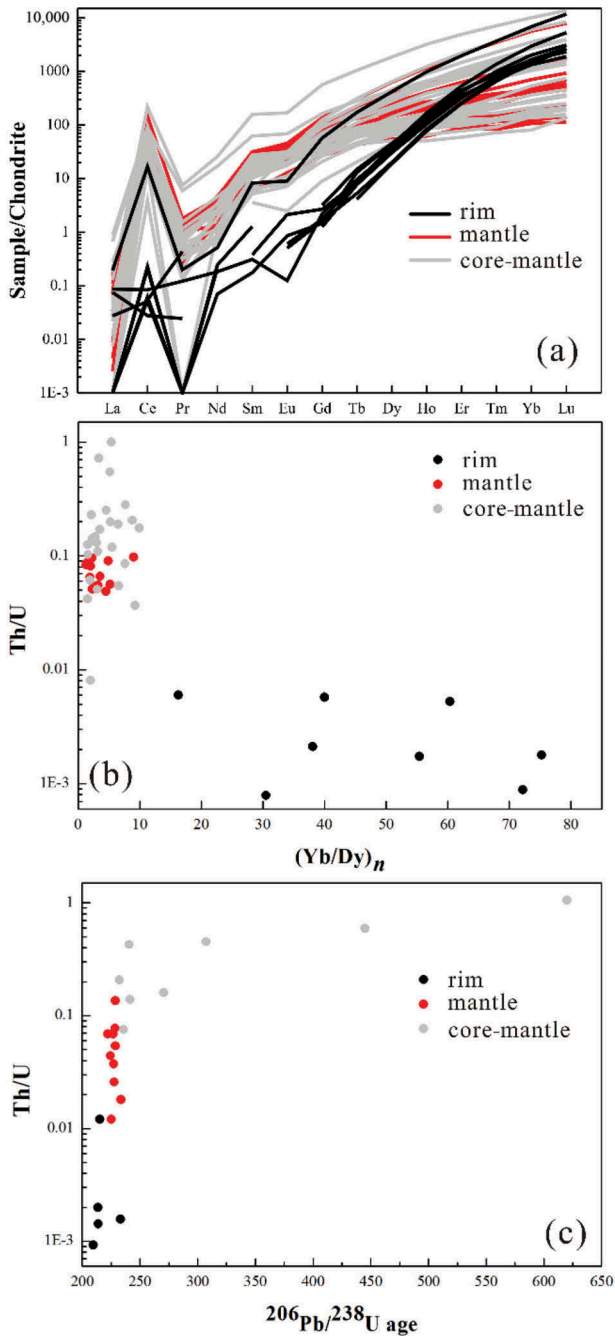 10,000
1000
100
10
1
0.1
0.01
1E-3
Sample/Chondrite
rim
mantle
core-mantle
(a)
La Ce Pr Nd Sm Eu Gd Tb Dy Ho Er Tm Yb Lu
1
0.1
0.01
1E-3
Th/U
rim
mantle
core-mantle
(b)
0 10 20 30 40 50 60 70 80
(Yb/Dy)n
1
0.1
0.01
1E-3
Th/U
rim
mantle
core-mantle
(c)
200 250 300 350 400 450 500 550 600 650
206Pb/238U age